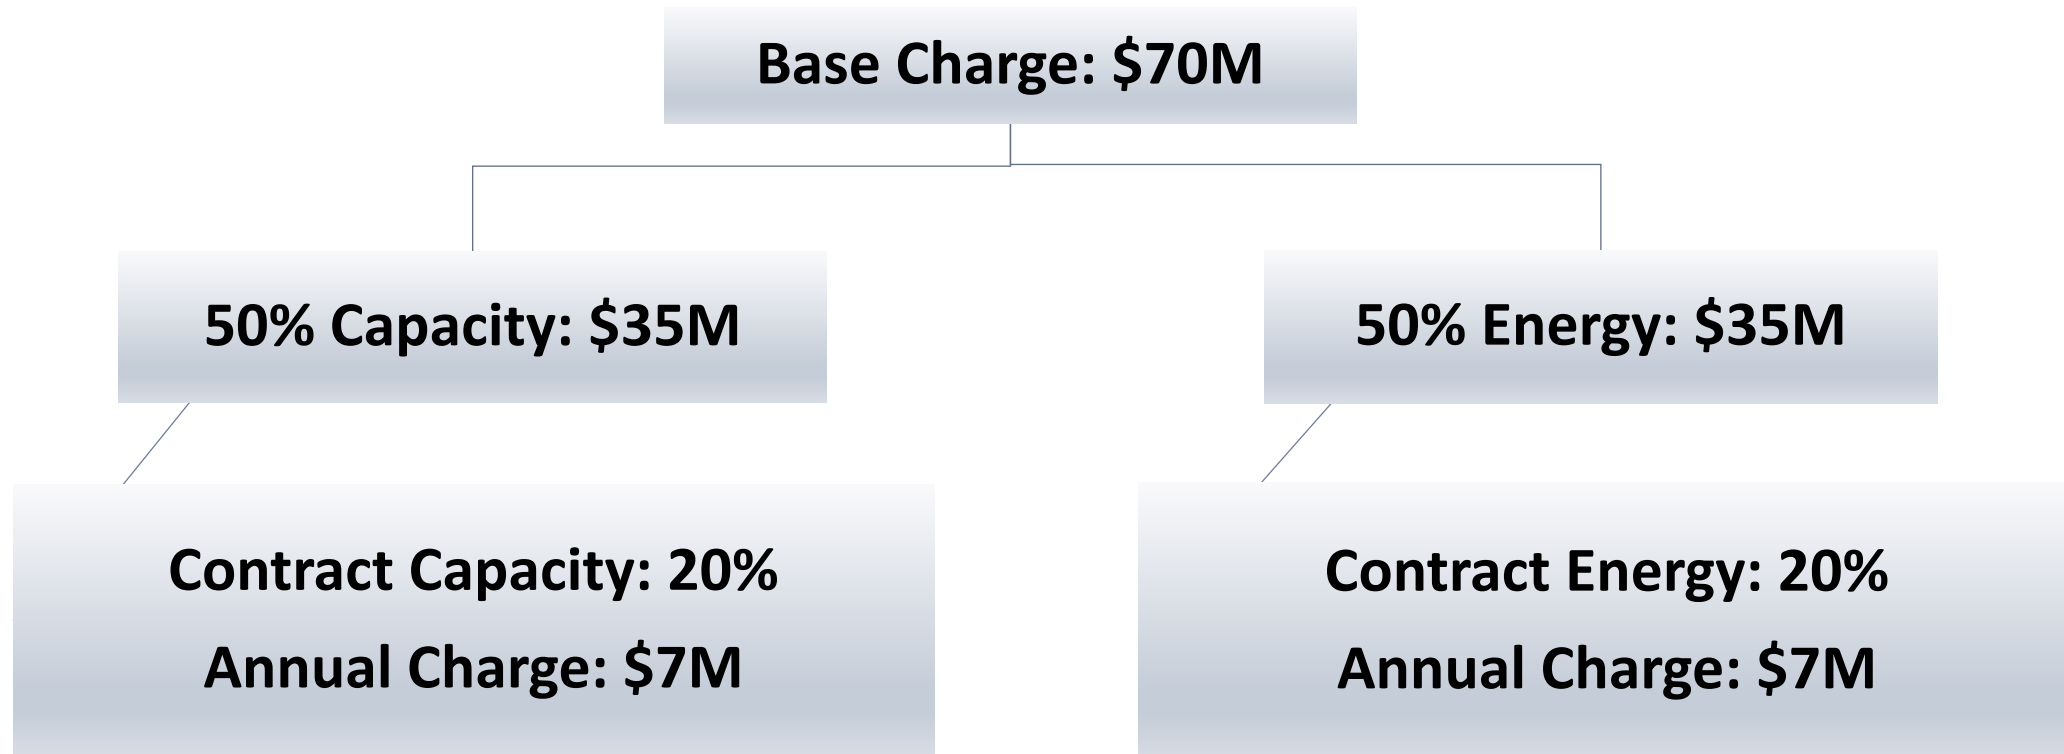 Base Charge: $70M
50% Capacity: $35M
50% Energy: $35M
Contract Capacity: 20%
Annual Charge: $7M
Contract Energy: 20%
Annual Charge: $7M